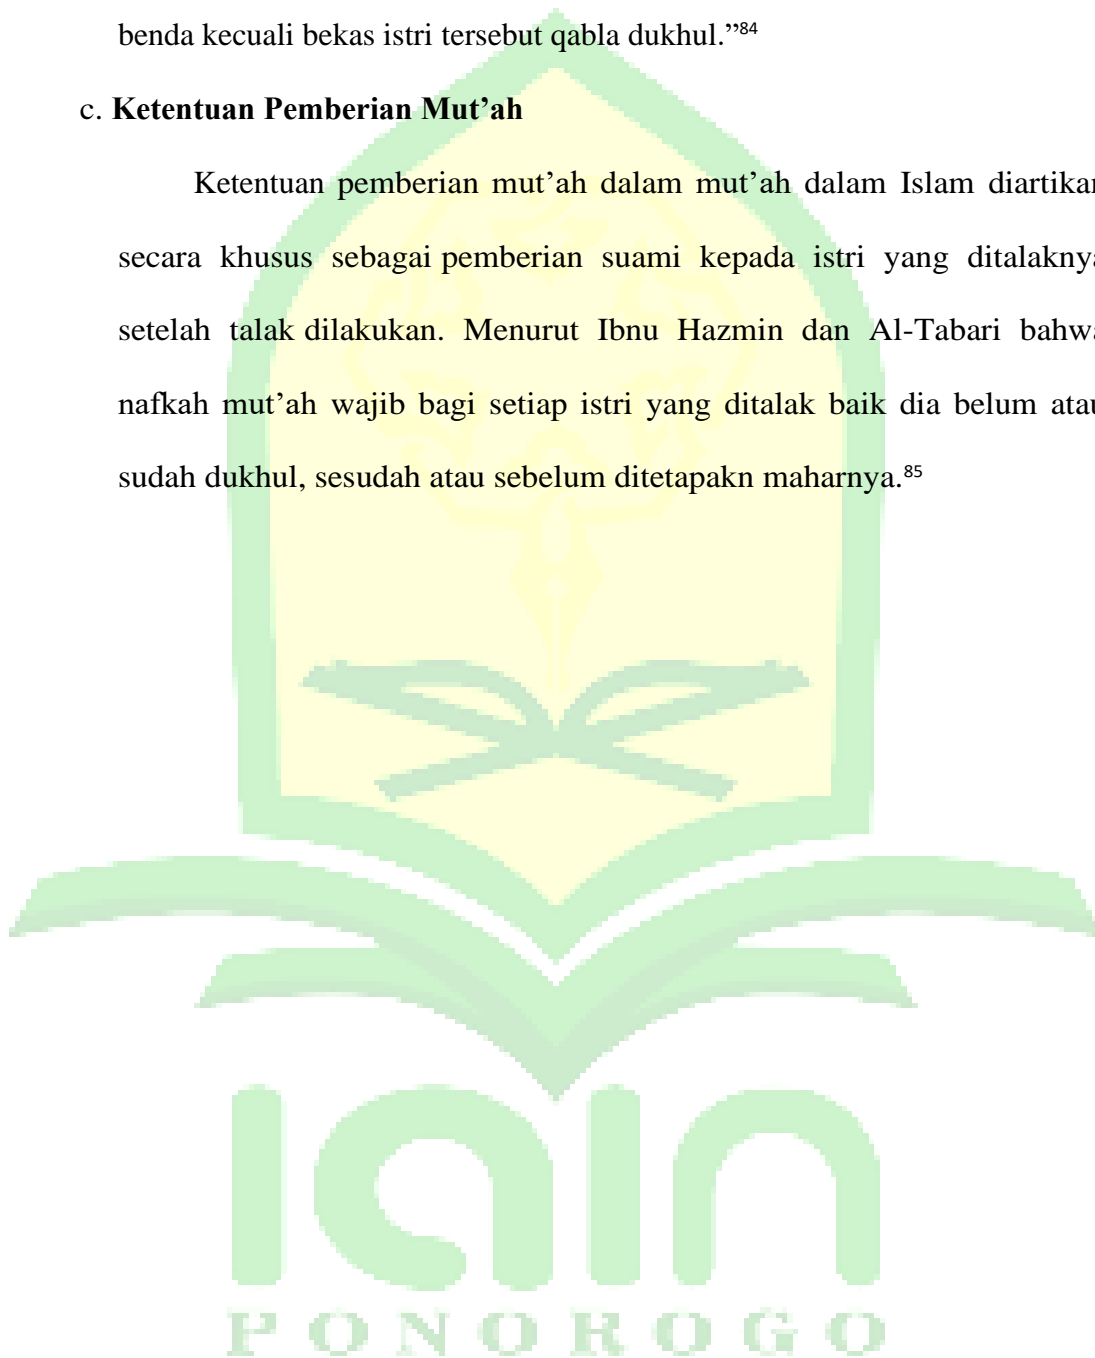 benda kecuali bekas istri tersebut qabla dukhul.”84
c. Ketentuan Pemberian Mut’ah
Ketentuan pemberian mut’ah dalam mut’ah dalam Islam diartikan
secara khusus sebagai pemberian suami kepada istri yang ditalaknya
setelah talak dilakukan. Menurut Ibnu Hazmin dan Al-Tabari bahwa
nafkah mut’ah wajib bagi setiap istri yang ditalak baik dia belum atau
sudah dukhul, sesudah atau sebelum ditetapakn maharnya.85
iain
PONOROGO